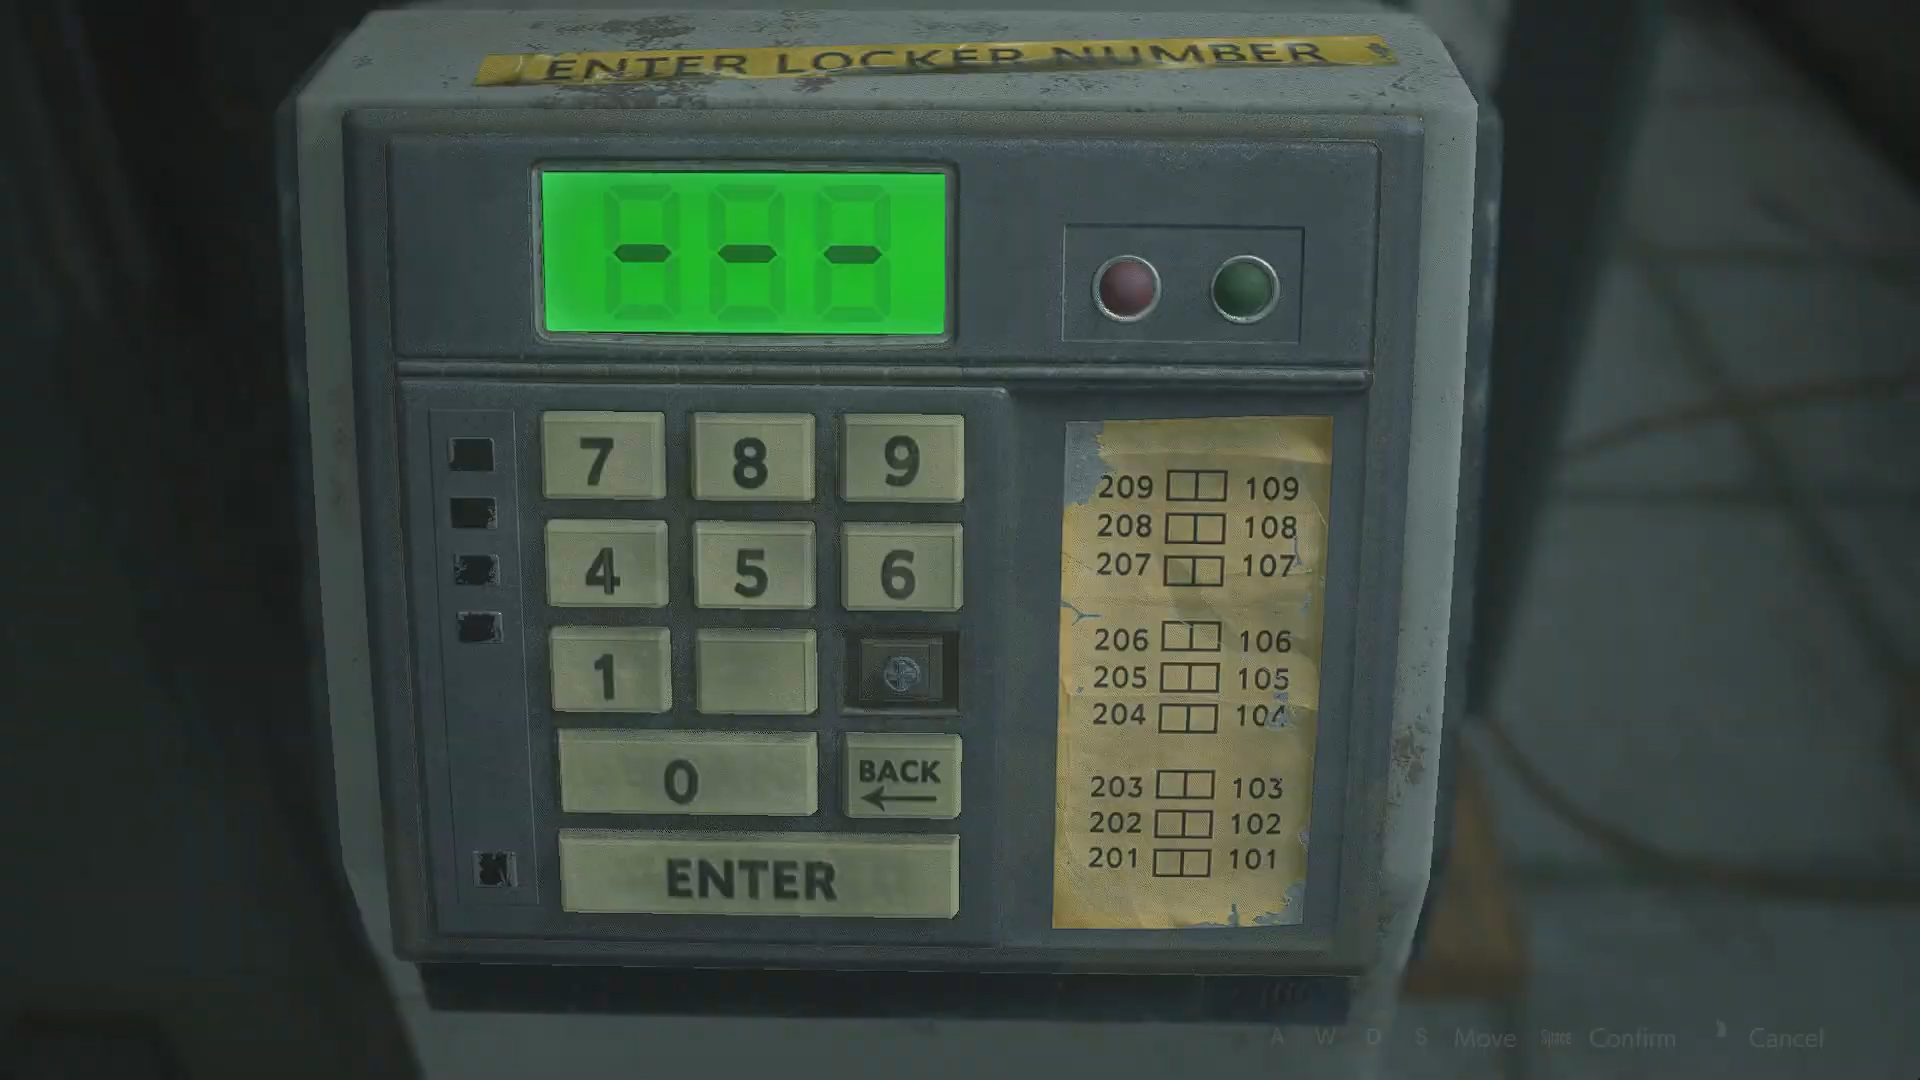 ENTER LOCKER NUMBER
- - -
7 8 9
4 5 6
1
0 BACK
ENTER
209 109
208 108
207 107
206 106
205 105
204 104
203 103
202 102
201 101
A W D S Move Space Confirm Cancel